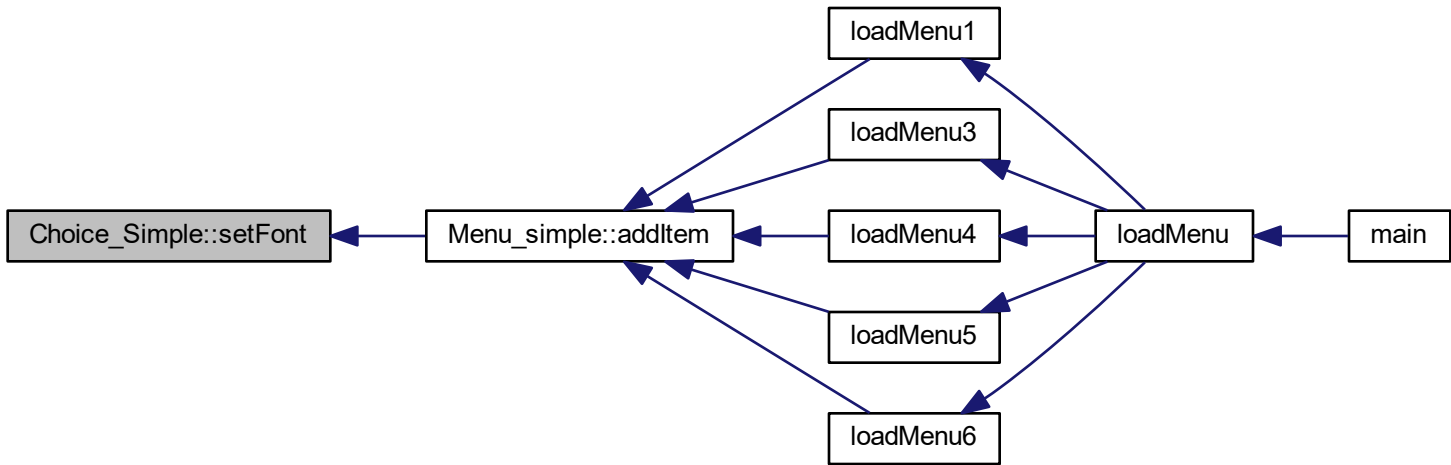 Choice_Simple::setFont
Menu_simple::addItem
loadMenu1
loadMenu3
loadMenu4
loadMenu5
loadMenu6
loadMenu
main